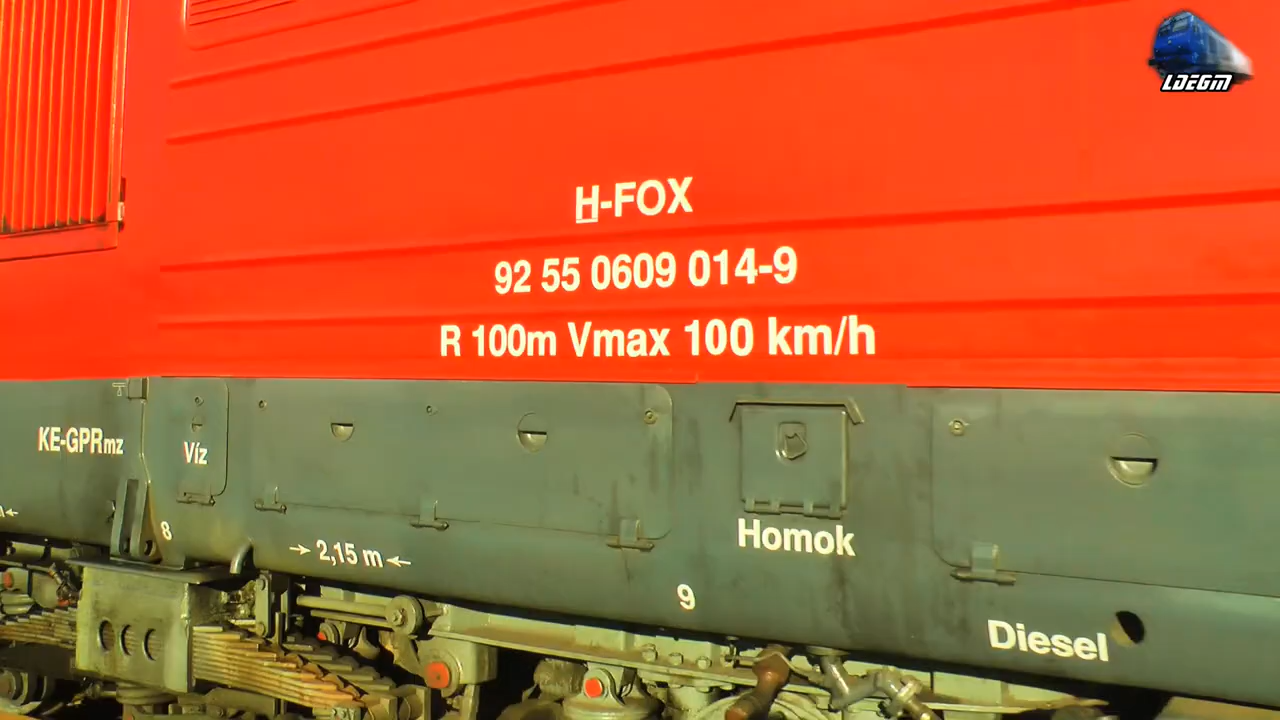 LDEGM
H-FOX
92 55 0609 014-9
R 100m Vmax 100 km/h
KE-GPRmz
Víz
8
→ 2,15 m ←
Homok
9
Diesel